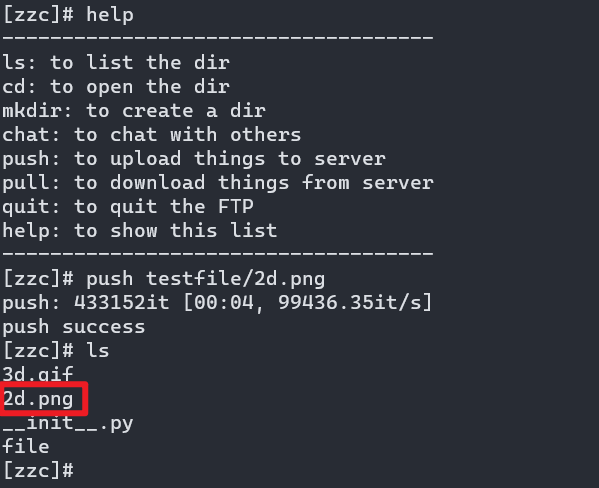 [zzc]# help
------------------------------------
ls: to list the dir
cd: to open the dir
mkdir: to create a dir
chat: to chat with others
push: to upload things to server
pull: to download things from server
quit: to quit the FTP
help: to show this list
------------------------------------
[zzc]# push testfile/2d.png
push: 433152it [00:04, 99436.35it/s]
push success
[zzc]# ls
3d.gif
2d.png
__init__.py
file
[zzc]#